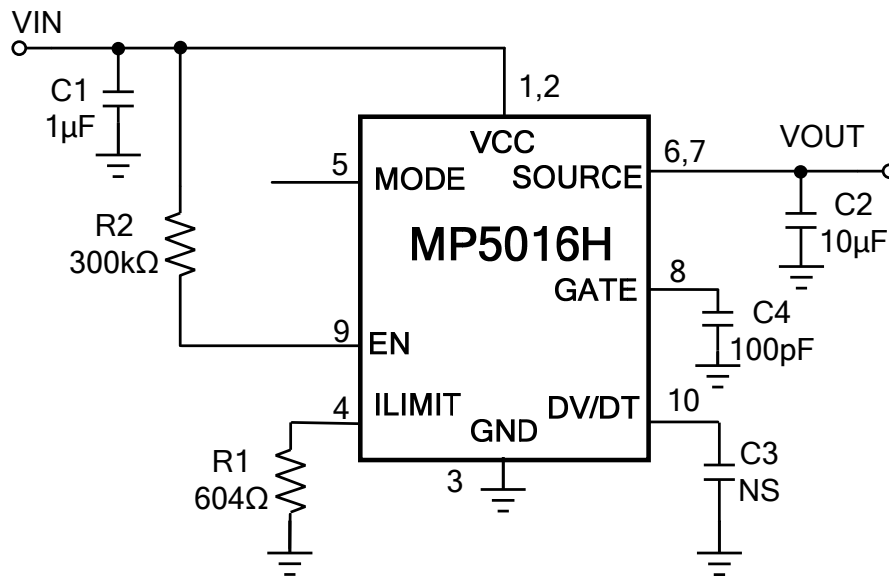 VIN
C1
1µF
1,2
VCC
5
MODE
SOURCE
6,7
VOUT
C2
10µF
R2
300kΩ
MP5016H
GATE
8
C4
100pF
9
EN
4
ILIMIT
DV/DT
10
GND
R1
604Ω
3
C3
NS